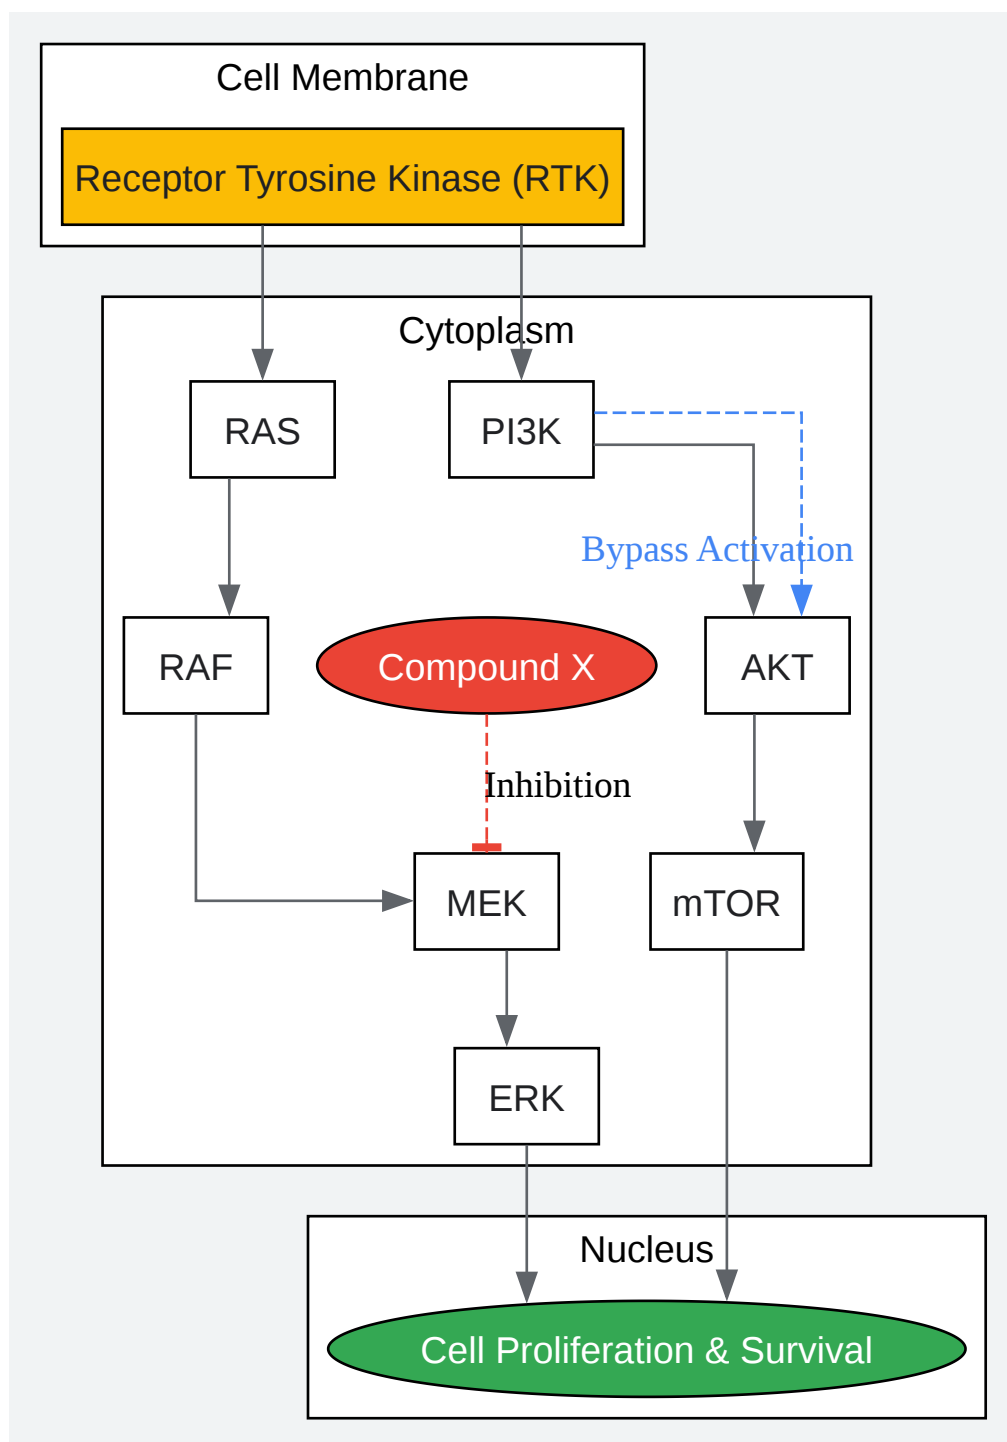 Cell Membrane
Receptor Tyrosine Kinase (RTK)
Cytoplasm
RAS
PI3K
Bypass Activation
RAF
Compound X
AKT
Inhibition
MEK
mTOR
ERK
Nucleus
Cell Proliferation & Survival